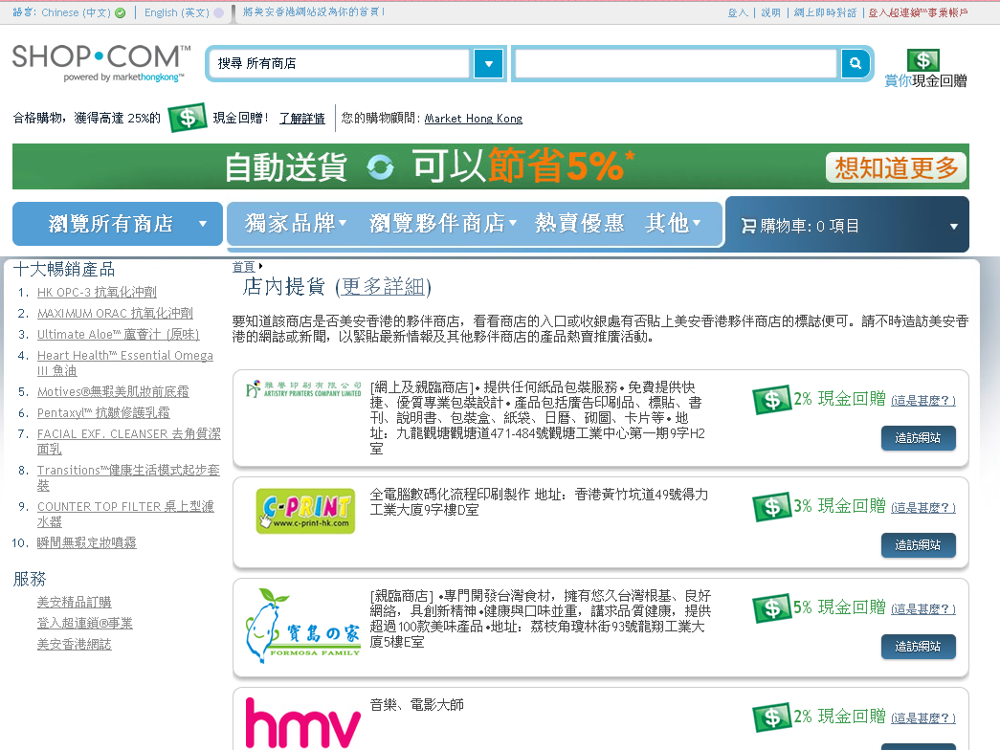 語言: Chinese (中文) | English (英文) 將美安香港網站設為你的首頁!
登入 | 說明 | 網上即時對話 | 登入超連鎖™事業帳戶
SHOP•COM™
powered by markethongkong™
搜尋 所有商店
賞你現金回贈
合格購物，獲得高達 25%的 現金回贈! 了解詳情 您的購物顧問: Market Hong Kong
自動送貨 可以節省5%* 想知道更多
瀏覽所有商店 獨家品牌 瀏覽夥伴商店 熱賣優惠 其他 購物車: 0 項目
十大暢銷產品
1. HK OPC-3 抗氧化沖劑
2. MAXIMUM ORAC 抗氧化沖劑
3. Ultimate Aloe™ 蘆薈汁 (原味)
4. Heart Health™ Essential Omega
III 魚油
5. Motives®無瑕美肌妝前底霜
6. Pentaxyl™ 抗皺修護乳霜
7. FACIAL EXF. CLEANSER 去角質潔
面乳
8. Transitions™健康生活模式起步套
裝
9. COUNTER TOP FILTER 桌上型濾
水器
10. 瞬間無瑕定妝噴霧
服務
美安精品訂購
登入超連鎖®事業
美安香港網誌
首頁
店內提貨 (更多詳細)
要知道該商店是否美安香港的夥伴商店，看看商店的入口或收銀處有否貼上美安香港夥伴商店的標誌便可。請不時造訪美安香
港的網誌或新聞，以緊貼最新情報及其他夥伴商店的產品熱賣推廣活動。
雅譽印刷有限公司
ARTISTRY PRINTERS COMPANY LIMITED
[網上及親臨商店]• 提供任何紙品包裝服務• 免費提供快
捷、優質專業包裝設計• 產品包括廣告印刷品、標貼、書
刊、說明書、包裝盒、紙袋、日曆、砌圖、卡片等• 地
址：九龍觀塘觀塘道471-484號觀塘工業中心第一期9字H2
室
2% 現金回贈 (這是甚麼？)
造訪網站
C-PRINT
www.c-print-hk.com
全電腦數碼化流程印刷製作 地址：香港黃竹坑道49號得力
工業大廈9字樓D室
3% 現金回贈 (這是甚麼？)
造訪網站
寶島の家
FORMOSA FAMILY
[親臨商店] •專門開發台灣食材，擁有悠久台灣根基、良好
網絡，具創新精神 •健康與口味並重，講求品質健康，提供
超過100款美味產品 •地址：荔枝角瓊林街93號龍翔工業大
廈5樓E室
5% 現金回贈 (這是甚麼？)
造訪網站
hmv
音樂、電影大師
2% 現金回贈 (這是甚麼？)